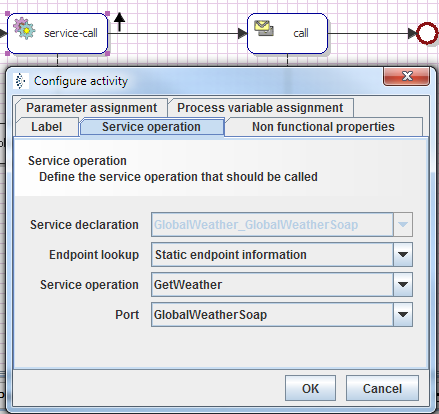 service-call
call
Configure activity
Parameter assignment
Process variable assignment
Label
Service operation
Non functional properties
Service operation
Define the service operation that should be called
Service declaration GlobalWeather_GlobalWeatherSoap
Endpoint lookup Static endpoint information
Service operation GetWeather
Port GlobalWeatherSoap
OK Cancel